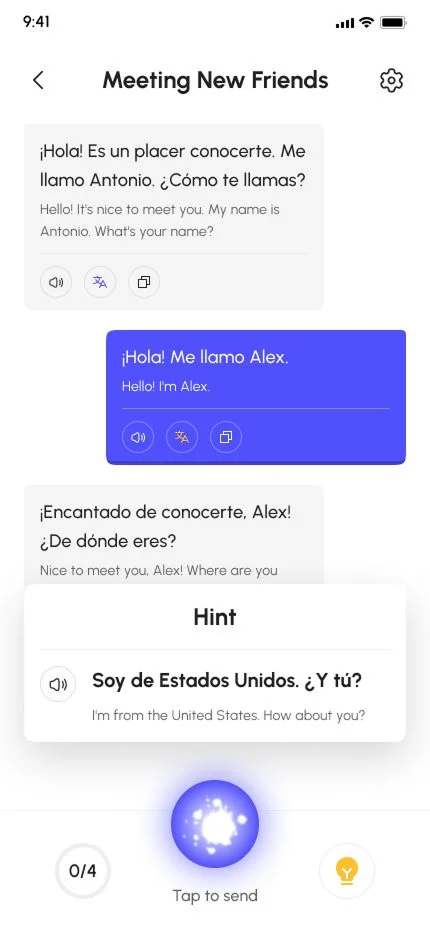 9:41
Meeting New Friends
¡Hola! Es un placer conocerte. Me
llamo Antonio. ¿Cómo te llamas?
Hello! It's nice to meet you. My name is
Antonio. What's your name?
¡Hola! Me llamo Alex.
Hello! I'm Alex.
¡Encantado de conocerte, Alex!
¿De dónde eres?
Nice to meet you, Alex! Where are you
Hint
Soy de Estados Unidos. ¿Y tú?
I'm from the United States. How about you?
0/4
Tap to send